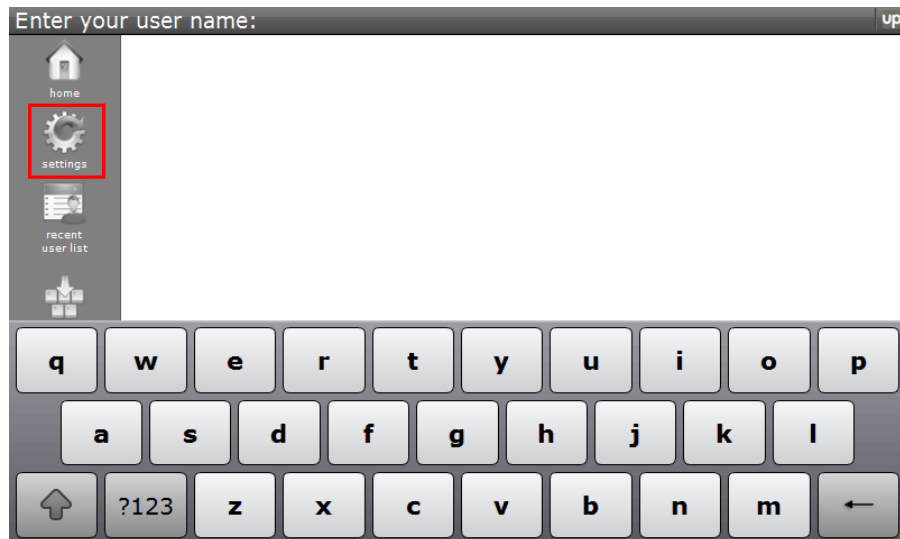 Enter your user name:
up
home
settings
recent
user list
q w e r t y u i o p
a s d f g h j k l
?123 z x c v b n m